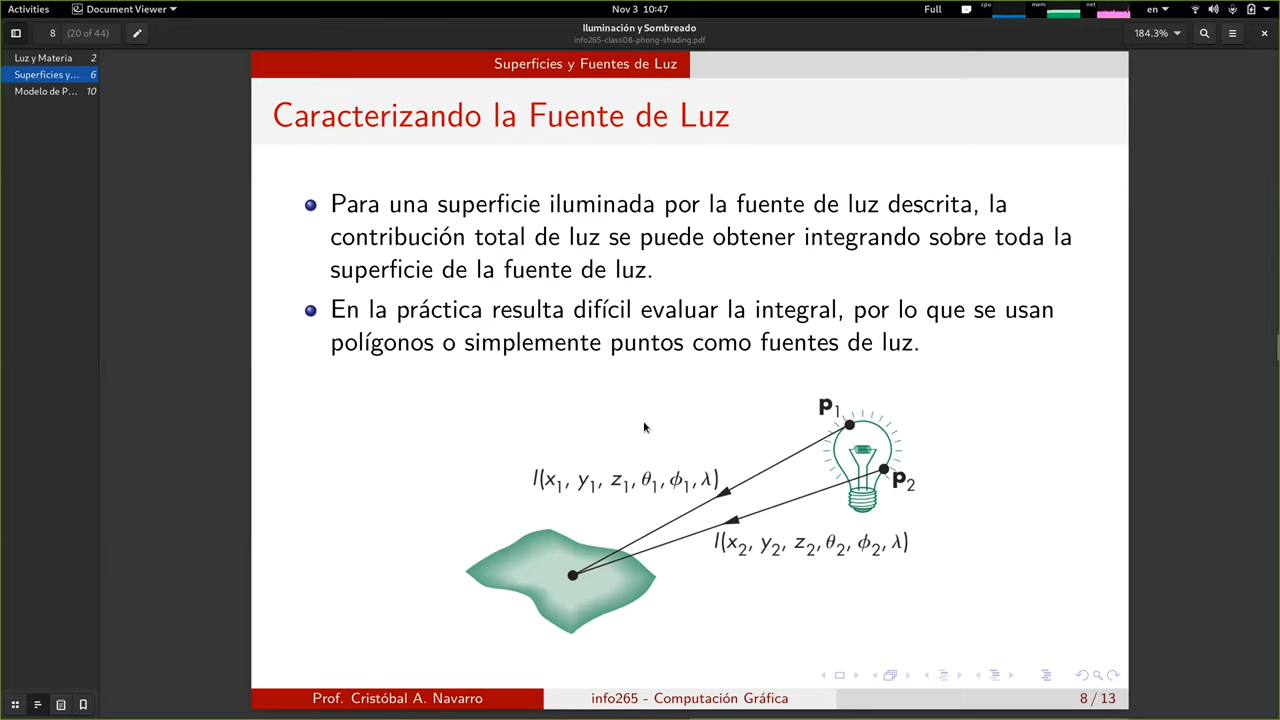 Activities
Document Viewer
Nov 3 10:47
Full
cpu
mem
net
en
8
(20 of 44)
Iluminación y Sombreado
info265-class08-phong-shading.pdf
184.3%
Luz y Materia 2
Superficies y... 6
Modelo de P... 10
Superficies y Fuentes de Luz
Caracterizando la Fuente de Luz
Para una superficie iluminada por la fuente de luz descrita, la
contribución total de luz se puede obtener integrando sobre toda la
superficie de la fuente de luz.
En la práctica resulta difícil evaluar la integral, por lo que se usan
polígonos o simplemente puntos como fuentes de luz.
p1
I(x1, y1, z1, θ1, ϕ1, λ)
p2
I(x2, y2, z2, θ2, ϕ2, λ)
Prof. Cristóbal A. Navarro
info265 - Computación Gráfica
8 / 13